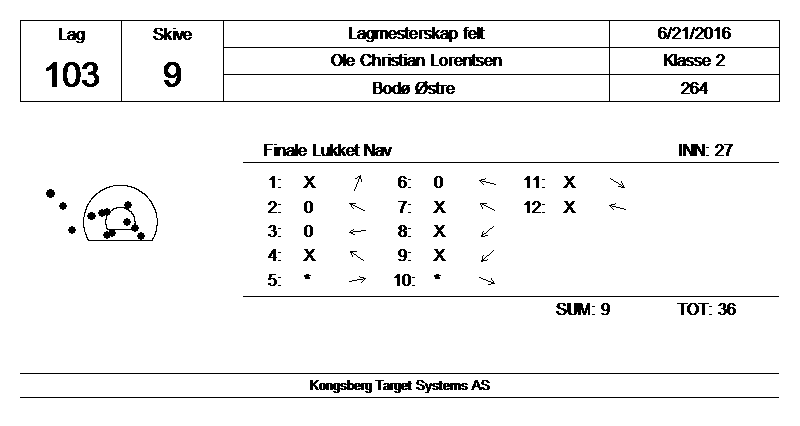 Lag Skive Lagmesterskap felt 6/21/2016
103 9 Ole Christian Lorentsen Klasse 2
Bodø Østre 264
Finale Lukket Nav INN: 27
1: X 6: 0 11: X
2: 0 7: X 12: X
3: 0 8: X
4: X 9: X
5: * 10: *
SUM: 9 TOT: 36
Kongsberg Target Systems AS